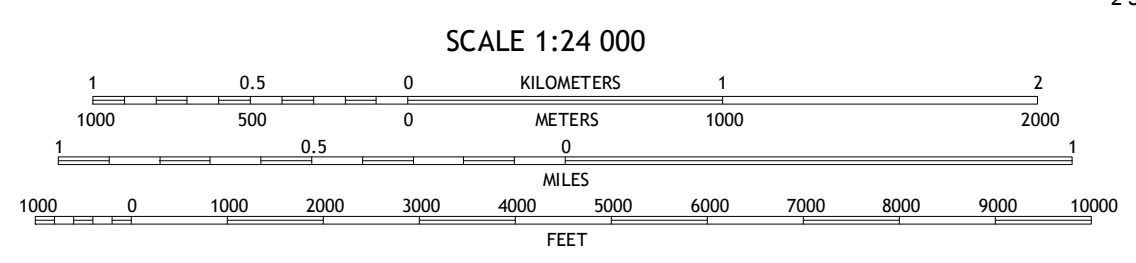 SCALE 1:24 000
1 0.5 0 KILOMETERS 1 2
1000 500 0 METERS 1000 2000
1 0.5 0 1
MILES
1000 0 1000 2000 3000 4000 5000 6000 7000 8000 9000 10000
FEET